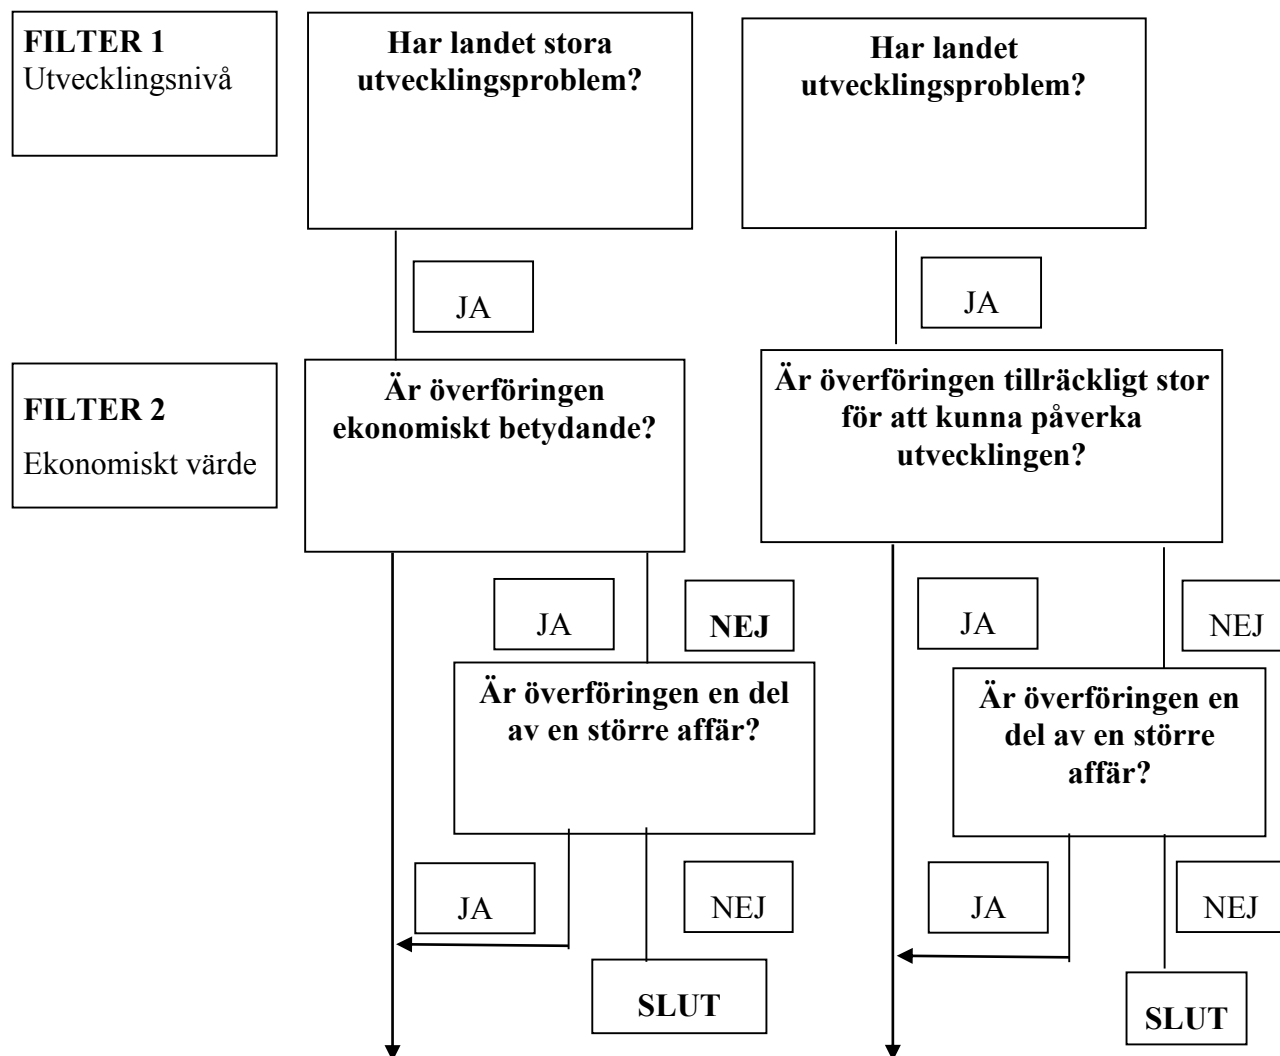 FILTER 1
Utvecklingsnivå
Har landet stora
utvecklingsproblem?
Har landet
utvecklingsproblem?
JA
JA
FILTER 2
Ekonomiskt värde
Är överföringen
ekonomiskt betydande?
Är överföringen tillräckligt stor
för att kunna påverka
utvecklingen?
JA
NEJ
JA
NEJ
Är överföringen en del
av en större affär?
Är överföringen en
del av en större
affär?
JA
NEJ
JA
NEJ
SLUT
SLUT